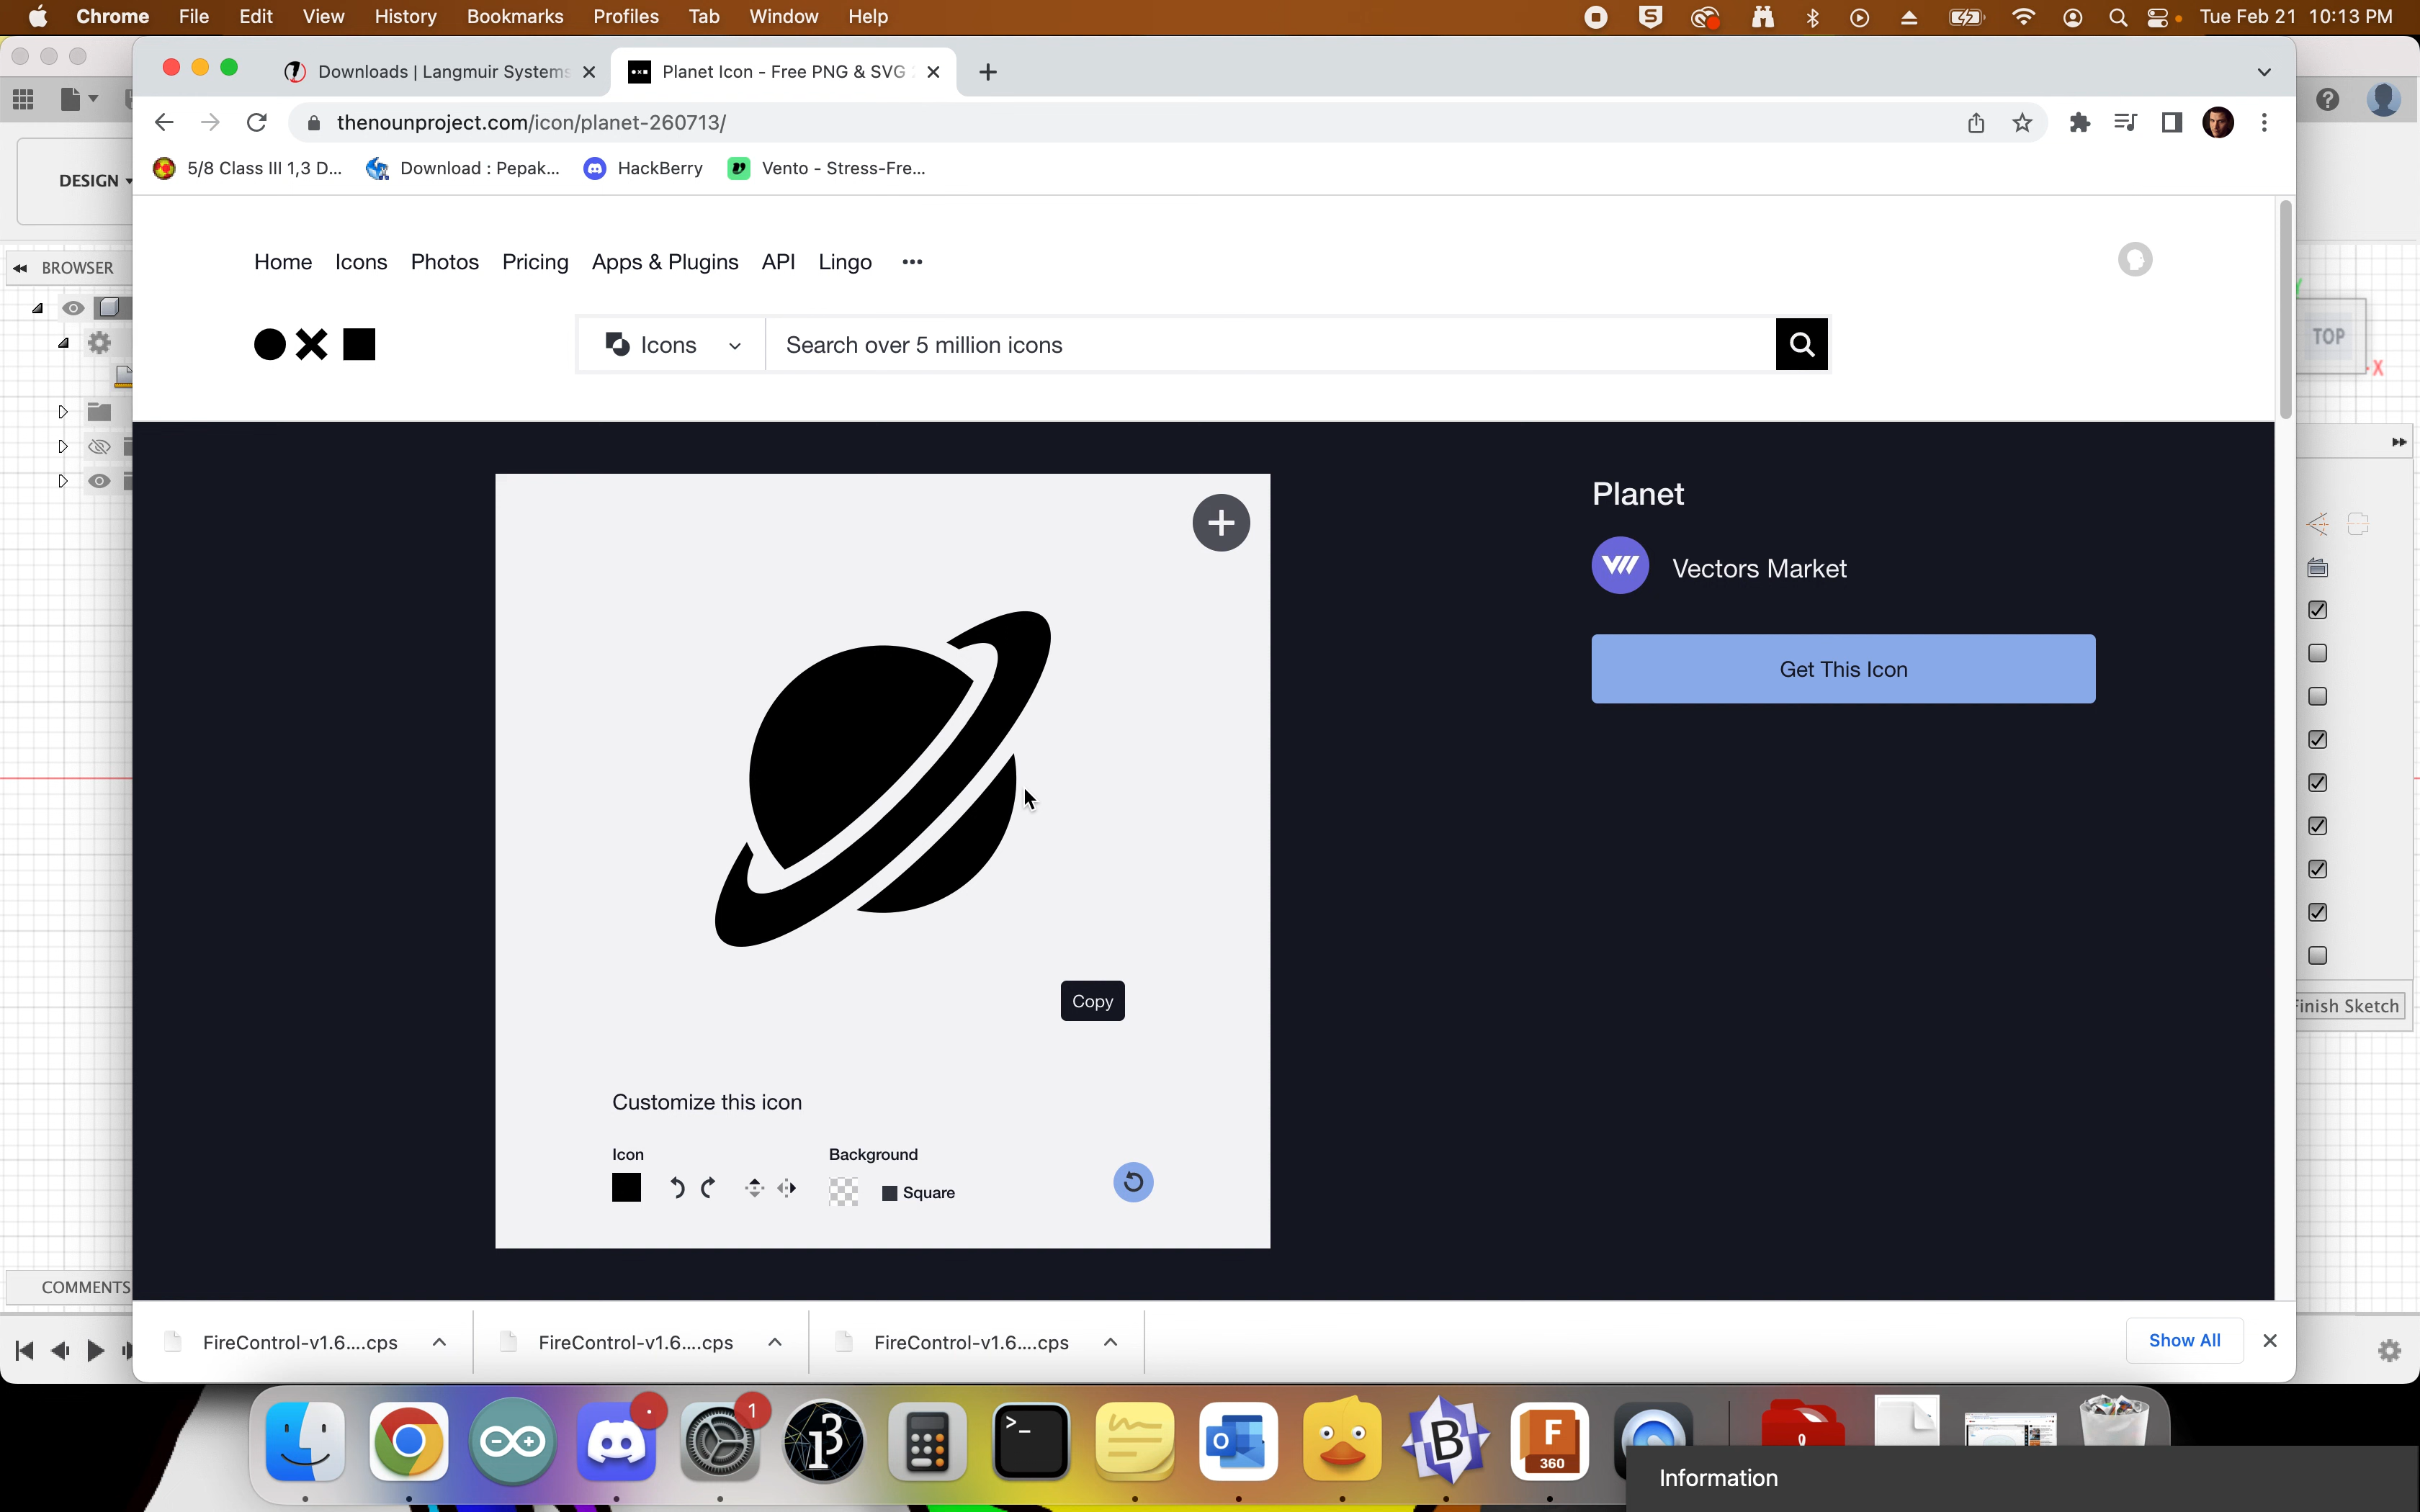 Chrome File Edit View History Bookmarks Profiles Tab Window Help Tue Feb 21 10:13 PM
Downloads | Langmuir Systems
Planet Icon - Free PNG & SVG
thenounproject.com/icon/planet-260713/
5/8 Class III 1,3 D... Download : Pepak... HackBerry Vento - Stress-Fre...
DESIGN
BROWSER
Home Icons Photos Pricing Apps & Plugins API Lingo •••
Icons Search over 5 million icons
TOP
X
Planet
Vectors Market
Get This Icon
Copy
Finish Sketch
Customize this icon
Icon Background
Square
COMMENTS
FireControl-v1.6....cps FireControl-v1.6....cps FireControl-v1.6....cps Show All
1
i3
>_
O
B
F
360
0
Information